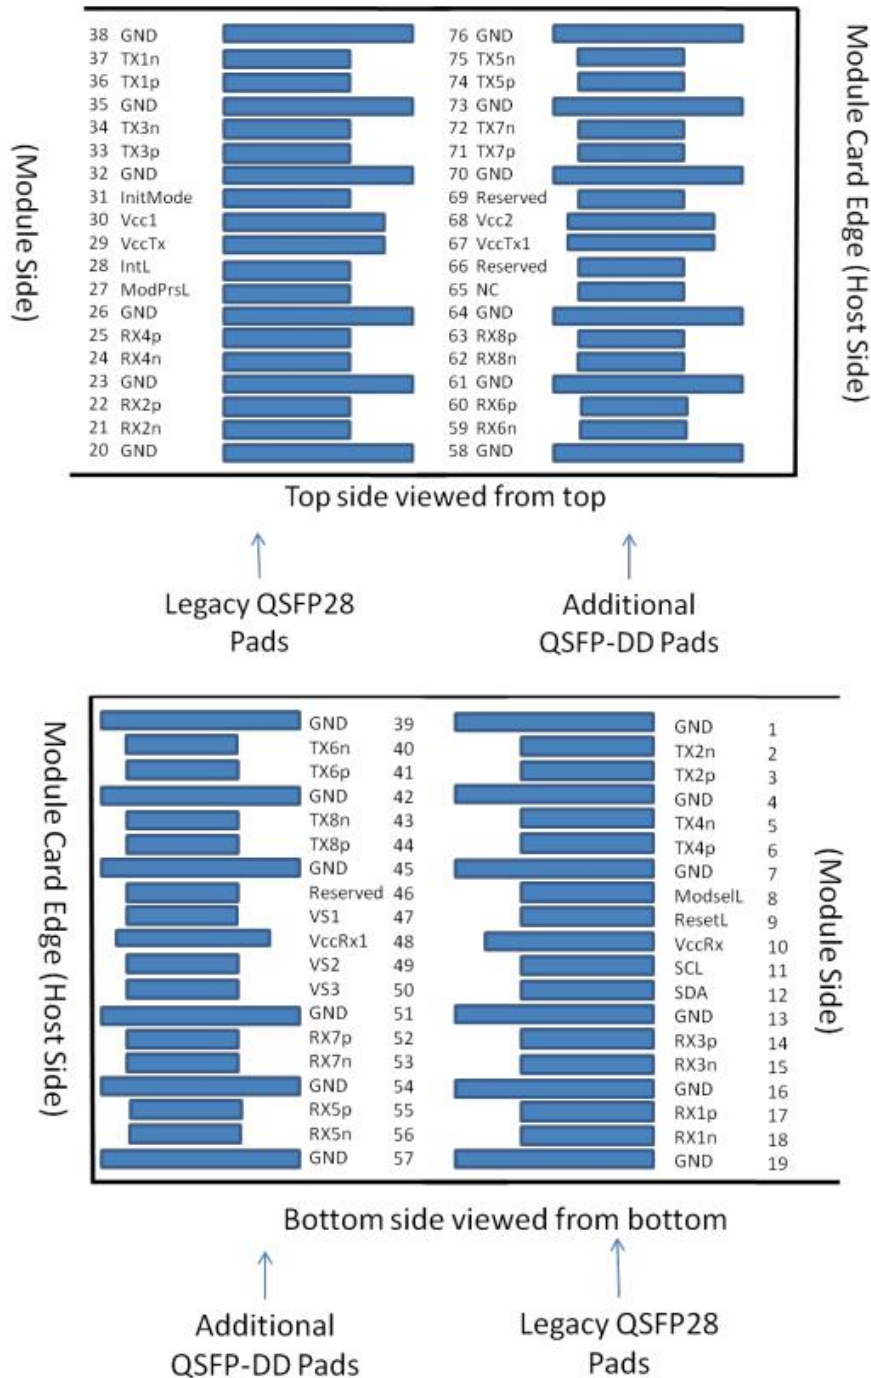 38 GND 76 GND
37 TX1n 75 TX5n
36 TX1p 74 TX5p
35 GND 73 GND
34 TX3n 72 TX7n
33 TX3p 71 TX7p
32 GND 70 GND
31 InitMode 69 Reserved
30 Vcc1 68 Vcc2
29 VccTx 67 VccTx1
28 IntL 66 Reserved
27 ModPrsL 65 NC
26 GND 64 GND
25 RX4p 63 RX8p
24 RX4n 62 RX8n
23 GND 61 GND
22 RX2p 60 RX6p
21 RX2n 59 RX6n
20 GND 58 GND
(Module Side)
Module Card Edge (Host Side)
Top side viewed from top
Legacy QSFP28
Pads
Additional
QSFP-DD Pads
Module Card Edge (Host Side)
GND 39 GND 1
TX6n 40 TX2n 2
TX6p 41 TX2p 3
GND 42 GND 4
TX8n 43 TX4n 5
TX8p 44 TX4p 6
GND 45 GND 7
Reserved 46 ModselL 8
VS1 47 ResetL 9
VccRx1 48 VccRx 10
VS2 49 SCL 11
VS3 50 SDA 12
GND 51 GND 13
RX7p 52 RX3p 14
RX7n 53 RX3n 15
GND 54 GND 16
RX5p 55 RX1p 17
RX5n 56 RX1n 18
GND 57 GND 19
(Module Side)
Bottom side viewed from bottom
Additional
QSFP-DD Pads
Legacy QSFP28
Pads